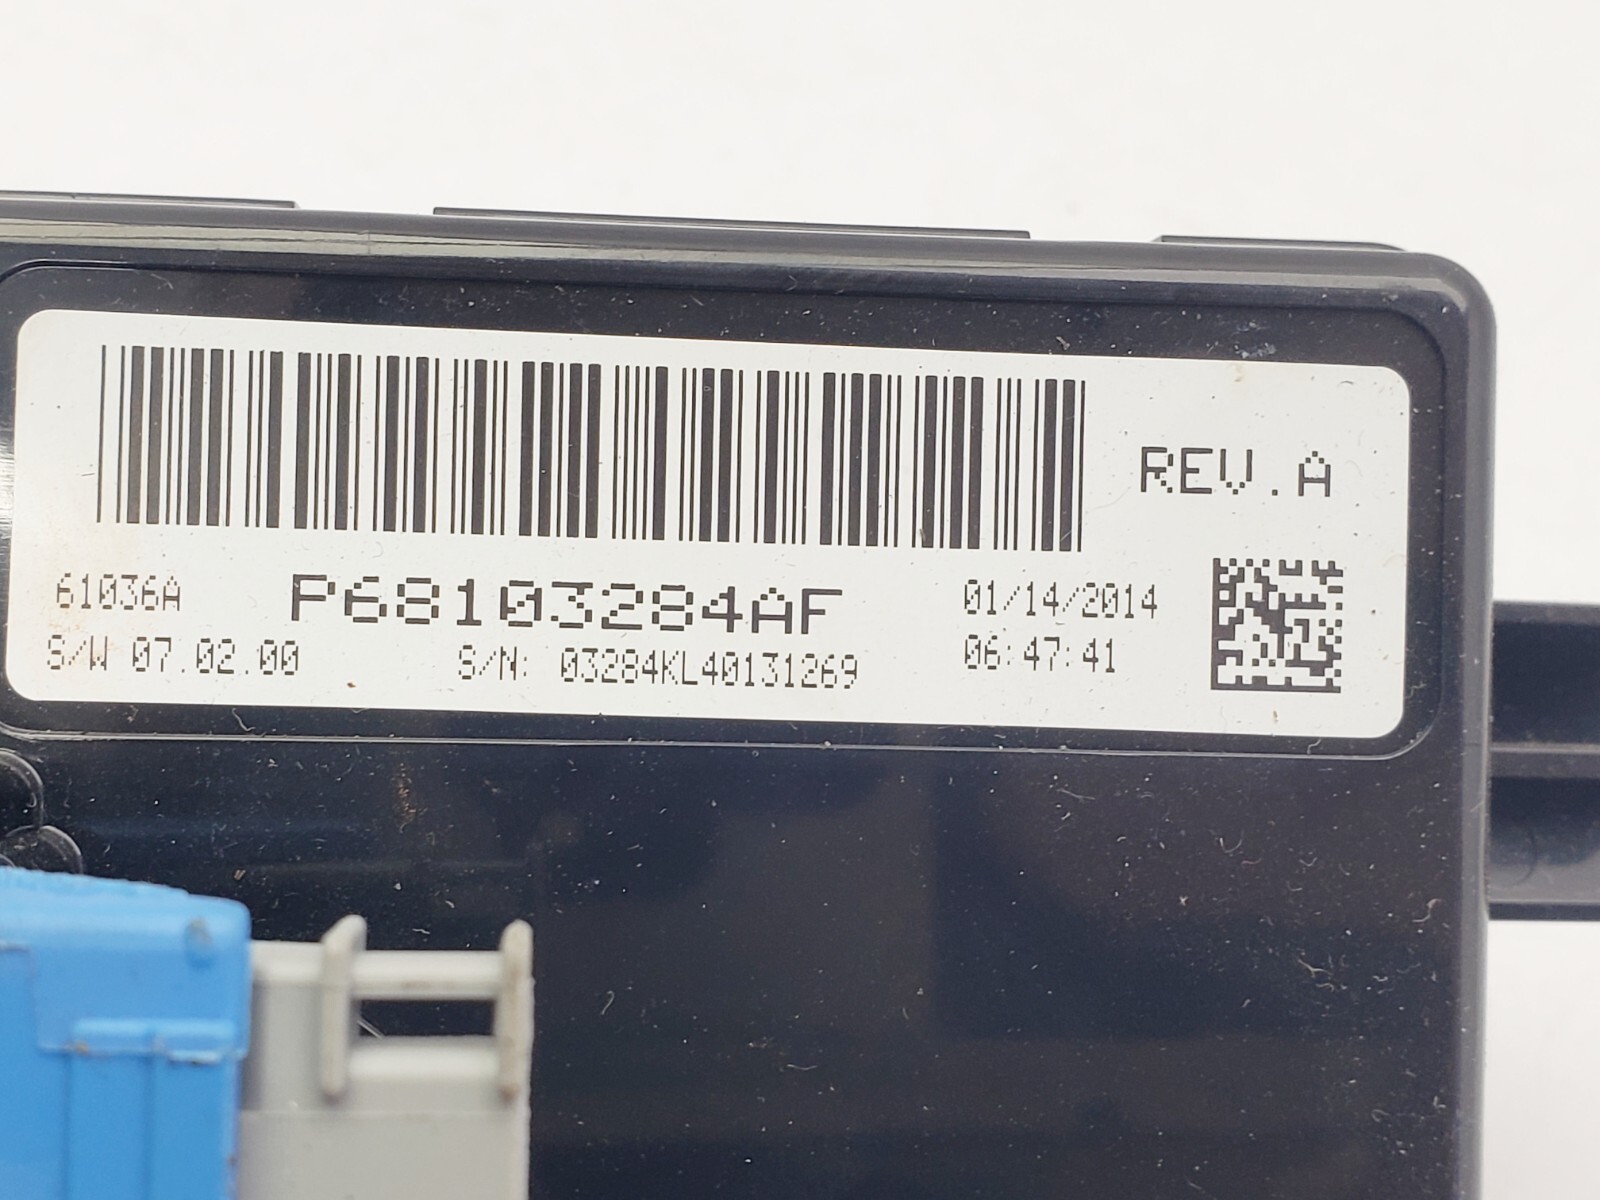 REV.A
61036A P68103284AF 01/14/2014
S/W 07.02.00 S/N: 03284KL40131269 06:47:41